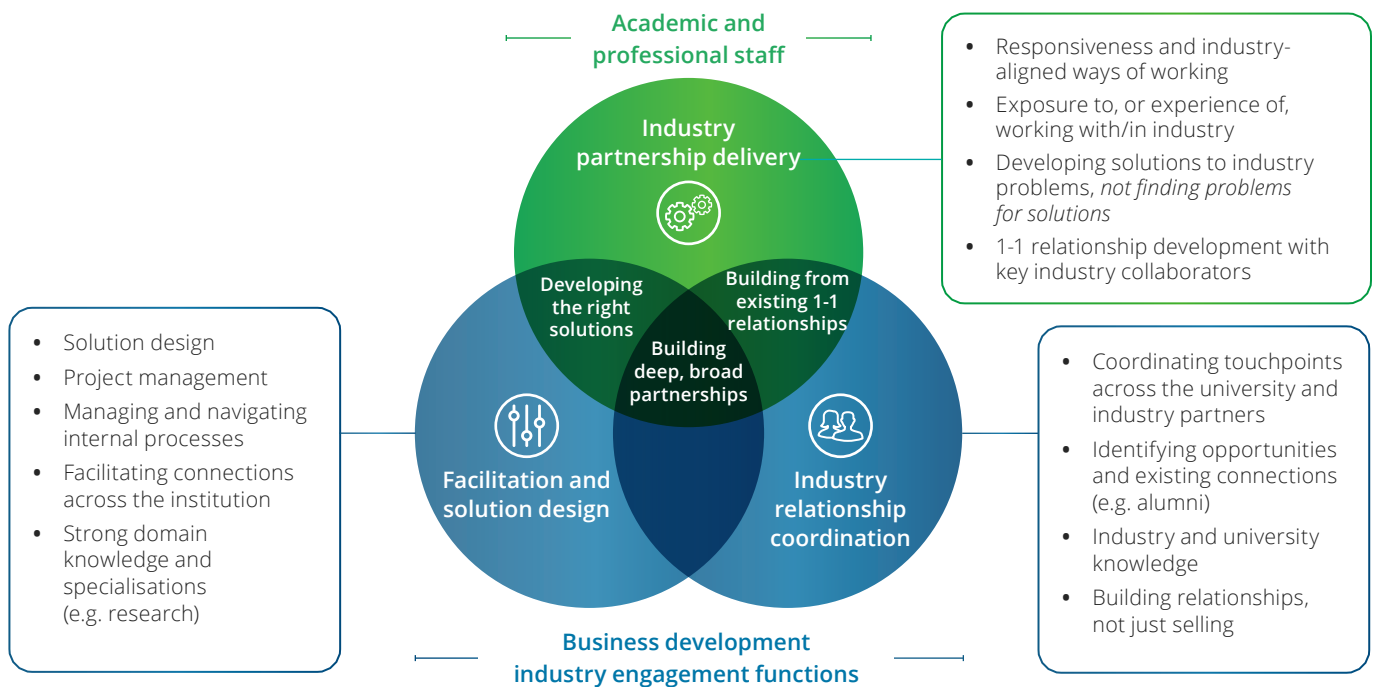 Academic and
professional staff
Industry
partnership delivery
• Responsiveness and industry-
aligned ways of working
• Exposure to, or experience of,
working with/in industry
• Developing solutions to industry
problems, not finding problems
for solutions
• 1-1 relationship development with
key industry collaborators
Developing
the right
solutions
Building from
existing 1-1
relationships
Building
deep, broad
partnerships
• Solution design
• Project management
• Managing and navigating
internal processes
• Facilitating connections
across the institution
• Strong domain
knowledge and
specialisations
(e.g. research)
Facilitation and
solution design
Industry
relationship
coordination
• Coordinating touchpoints
across the university and
industry partners
• Identifying opportunities
and existing connections
(e.g. alumni)
• Industry and university
knowledge
• Building relationships,
not just selling
Business development
industry engagement functions